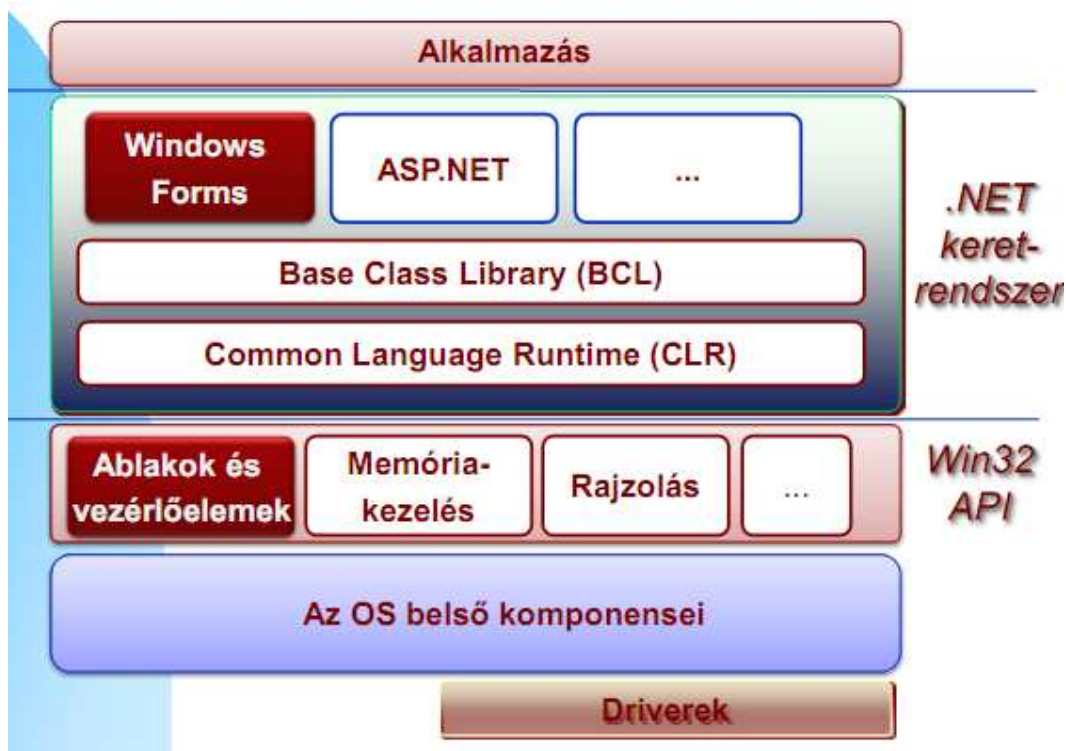 Alkalmazás
Windows
Forms
ASP.NET
...
.NET
keret-
rendszer
Base Class Library (BCL)
Common Language Runtime (CLR)
Ablakok és
vezérlőelemek
Memória-
kezelés
Rajzolás
...
Win32
API
Az OS belső komponensei
Driverek